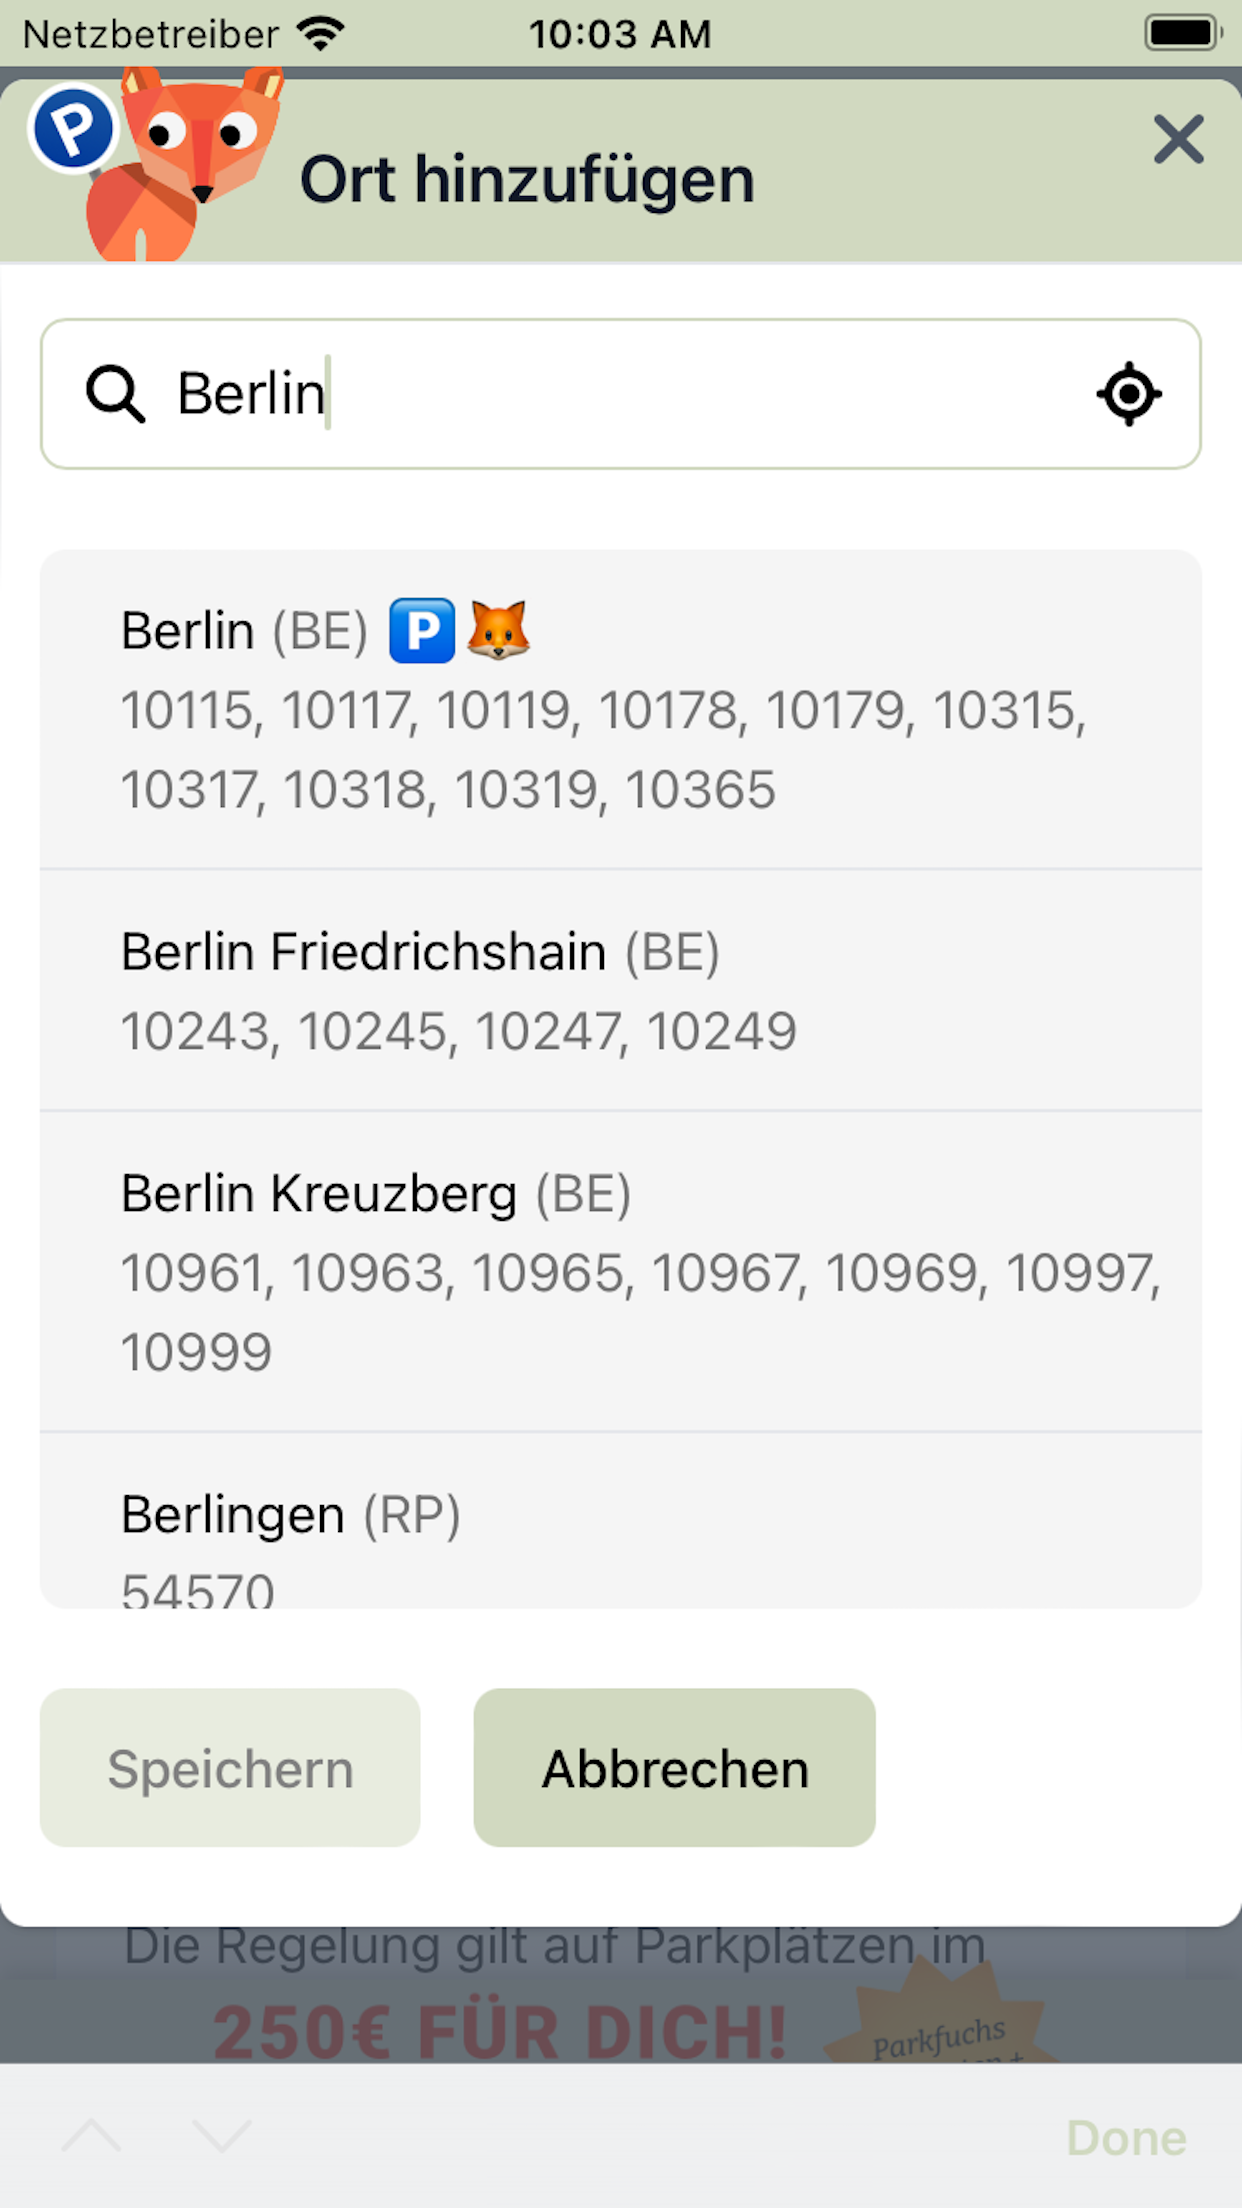 Netzbetreiber 10:03 AM
P
Ort hinzufügen
Berlin
Berlin (BE) 🅿️🦊
10115, 10117, 10119, 10178, 10179, 10315,
10317, 10318, 10319, 10365
Berlin Friedrichshain (BE)
10243, 10245, 10247, 10249
Berlin Kreuzberg (BE)
10961, 10963, 10965, 10967, 10969, 10997,
10999
Berlingen (RP)
54570
Speichern Abbrechen
Die Regelung gilt auf Parkplätzen im
250€ FÜR DICH!
Parkfuchs
Done